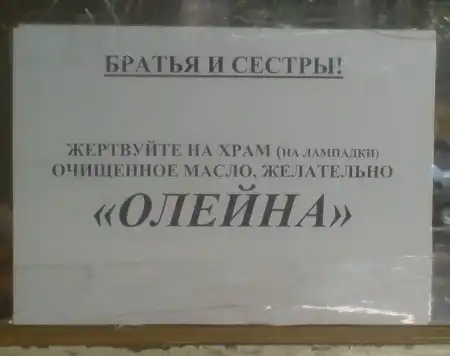 БРАТЬЯ И СЕСТРЫ!
ЖЕРТВУЙТЕ НА ХРАМ (НА ЛАМПАДКИ)
ОЧИЩЕННОЕ МАСЛО, ЖЕЛАТЕЛЬНО
«ОЛЕЙНА»